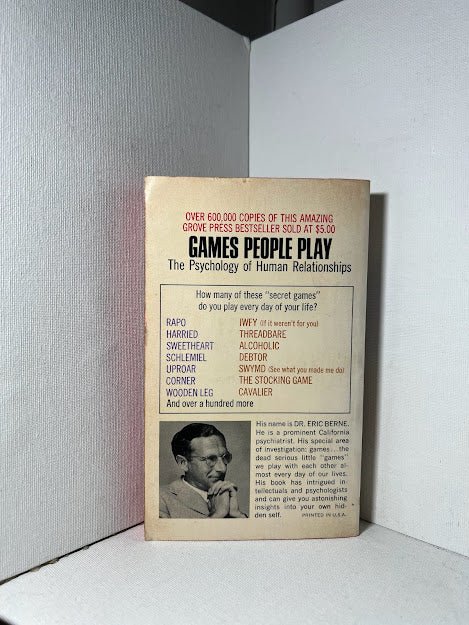 OVER 600,000 COPIES OF THIS AMAZING
GROVE PRESS BESTSELLER SOLD AT $5.00
GAMES PEOPLE PLAY
The Psychology of Human Relationships
How many of these "secret games"
do you play every day of your life?
RAPO IWFY (If it weren't for you)
HARRIED THREADBARE
SWEETHEART ALCOHOLIC
SCHLEMIEL DEBTOR
UPROAR SWYMD (See what you made me do)
CORNER THE STOCKING GAME
WOODEN LEG CAVALIER
And over a hundred more
His name is DR. ERIC BERNE.
He is a prominent California
psychiatrist. His special area
of investigation: games...the
dead serious little "games"
we play with each other al-
most every day of our lives.
His book has intrigued in-
tellectuals and psychologists
and can give you astonishing
insights into your own hid-
den self. PRINTED IN U.S.A.